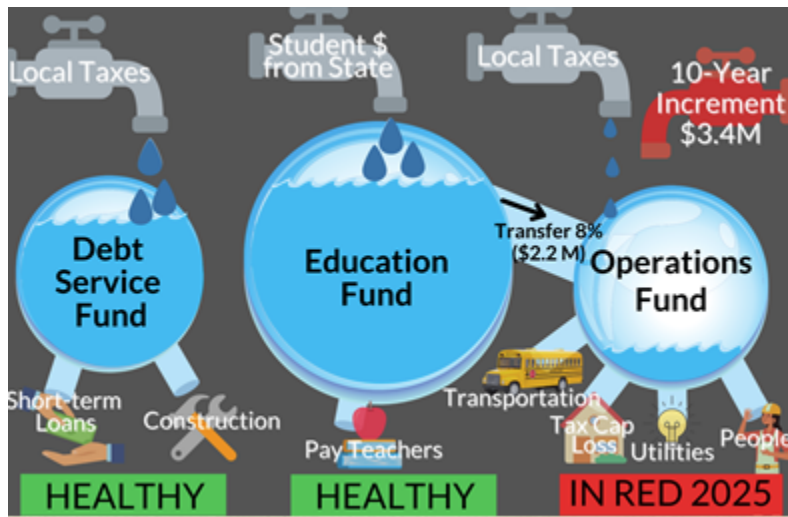 Local Taxes
Student $
from State
Local Taxes
10-Year
Increment
$3.4M
Transfer 8%
($2.2 M)
Debt
Service
Fund
Education
Fund
Operations
Fund
Short-term
Loans
Construction
Pay Teachers
Transportation
Tax Cap
Loss
Utilities
People
HEALTHY
HEALTHY
IN RED 2025